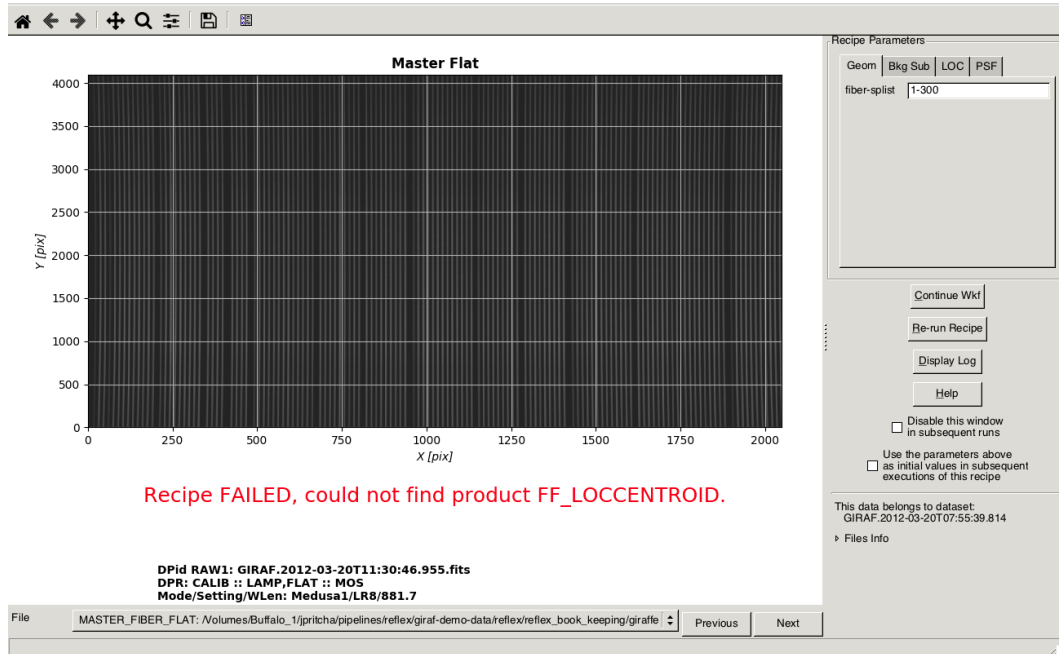 Master Flat
4000
3500
3000
2500
2000
1500
1000
500
0
Y [pix]
0 250 500 750 1000 1250 1500 1750 2000
X [pix]
Recipe FAILED, could not find product FF_LOCCENTROID.
DPid RAW1: GIRAF.2012-03-20T11:30:46.955.fits
DPR: CALIB :: LAMP,FLAT :: MOS
Mode/Setting/WLen: Medusa1/LR8/881.7
File MASTER_FIBER_FLAT: /Volumes/Buffalo_1/jpritcha/pipelines/reflex/giraf-demo-data/reflex/reflex_book_keeping/giraffe Previous Next
Recipe Parameters
Geom Bkg Sub LOC PSF
fiber-splist 1-300
Continue Wkf
Re-run Recipe
Display Log
Help
Disable this window
in subsequent runs
Use the parameters above
as initial values in subsequent
executions of this recipe
This data belongs to dataset:
GIRAF.2012-03-20T07:55:39.814
Files Info